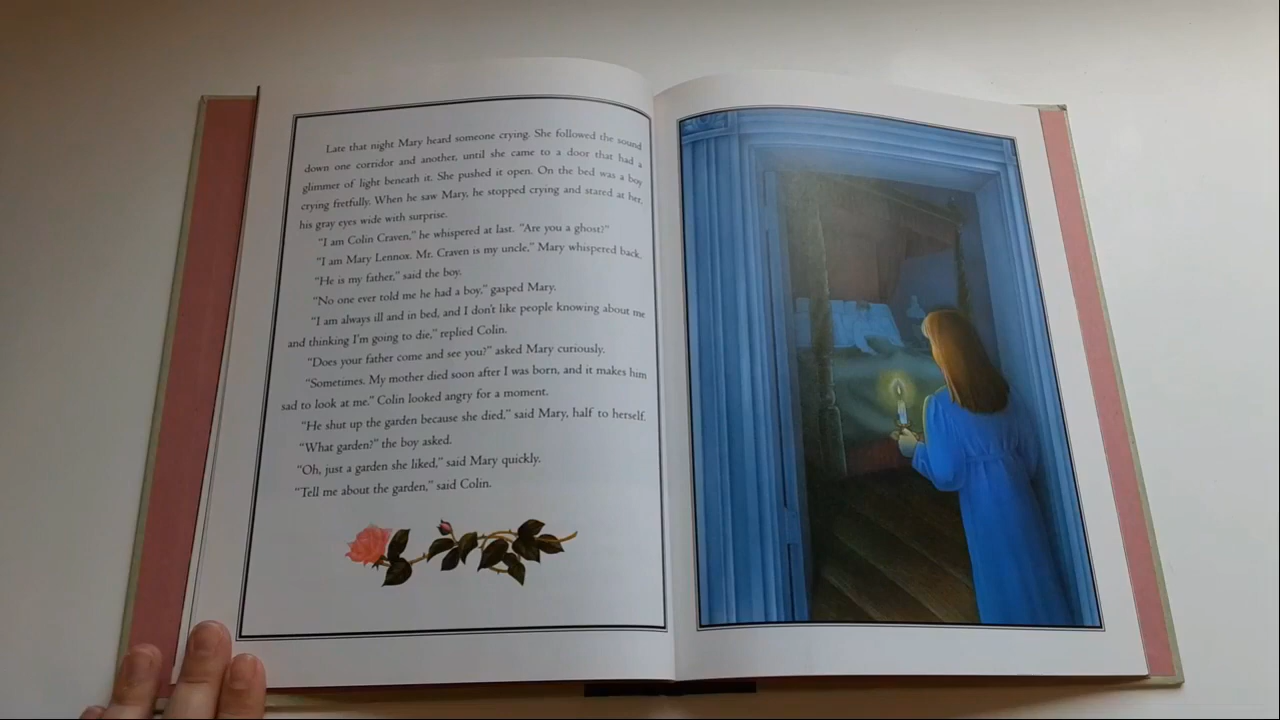 Late that night Mary heard someone crying. She followed the sound
down one corridor and another, until she came to a door that had a
glimmer of light beneath it. She pushed it open. On the bed was a boy
crying fretfully. When he saw Mary, he stopped crying and stared at her,
his gray eyes wide with surprise.
"I am Colin Craven," he whispered at last. "Are you a ghost?"
"I am Mary Lennox. Mr. Craven is my uncle," Mary whispered back.
"He is my father," said the boy.
"No one ever told me he had a boy," gasped Mary.
"I am always ill and in bed, and I don't like people knowing about me
and thinking I'm going to die," replied Colin.
"Does your father come and see you?" asked Mary curiously.
"Sometimes. My mother died soon after I was born, and it makes him
sad to look at me." Colin looked angry for a moment.
"He shut up the garden because she died," said Mary, half to herself.
"What garden?" the boy asked.
"Oh, just a garden she liked," said Mary quickly.
"Tell me about the garden," said Colin.